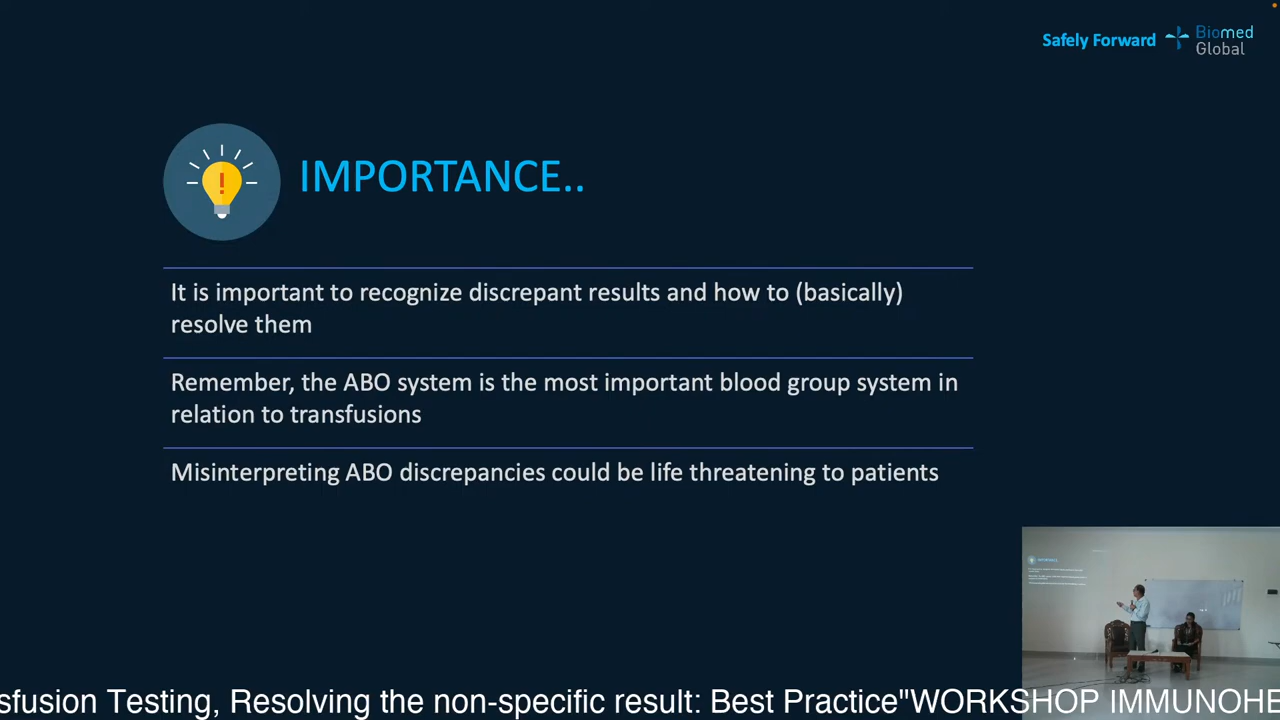 Safely Forward
Biomed
Global
IMPORTANCE..
It is important to recognize discrepant results and how to (basically)
resolve them
Remember, the ABO system is the most important blood group system in
relation to transfusions
Misinterpreting ABO discrepancies could be life threatening to patients
sfusion Testing, Resolving the non-specific result: Best Practice"WORKSHOP IMMUNOHE